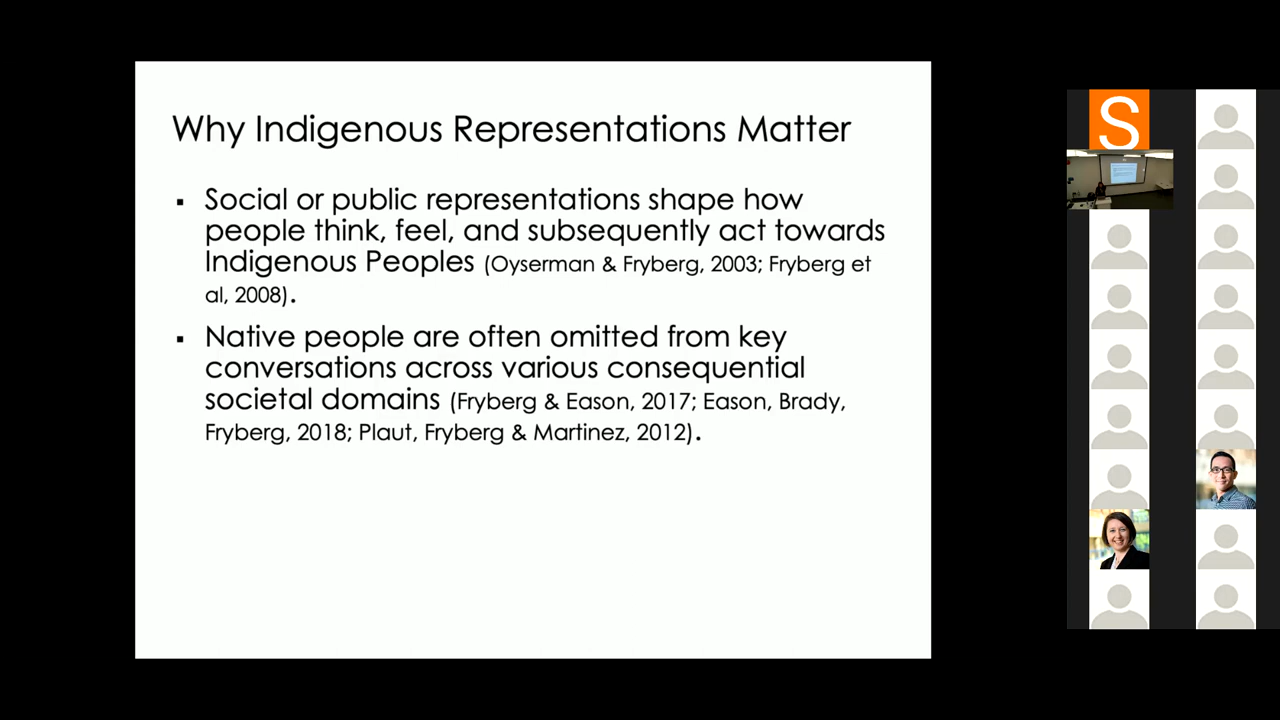 Why Indigenous Representations Matter
▪ Social or public representations shape how
people think, feel, and subsequently act towards
Indigenous Peoples (Oyserman & Fryberg, 2003; Fryberg et
al, 2008).
▪ Native people are often omitted from key
conversations across various consequential
societal domains (Fryberg & Eason, 2017; Eason, Brady,
Fryberg, 2018; Plaut, Fryberg & Martinez, 2012).
S